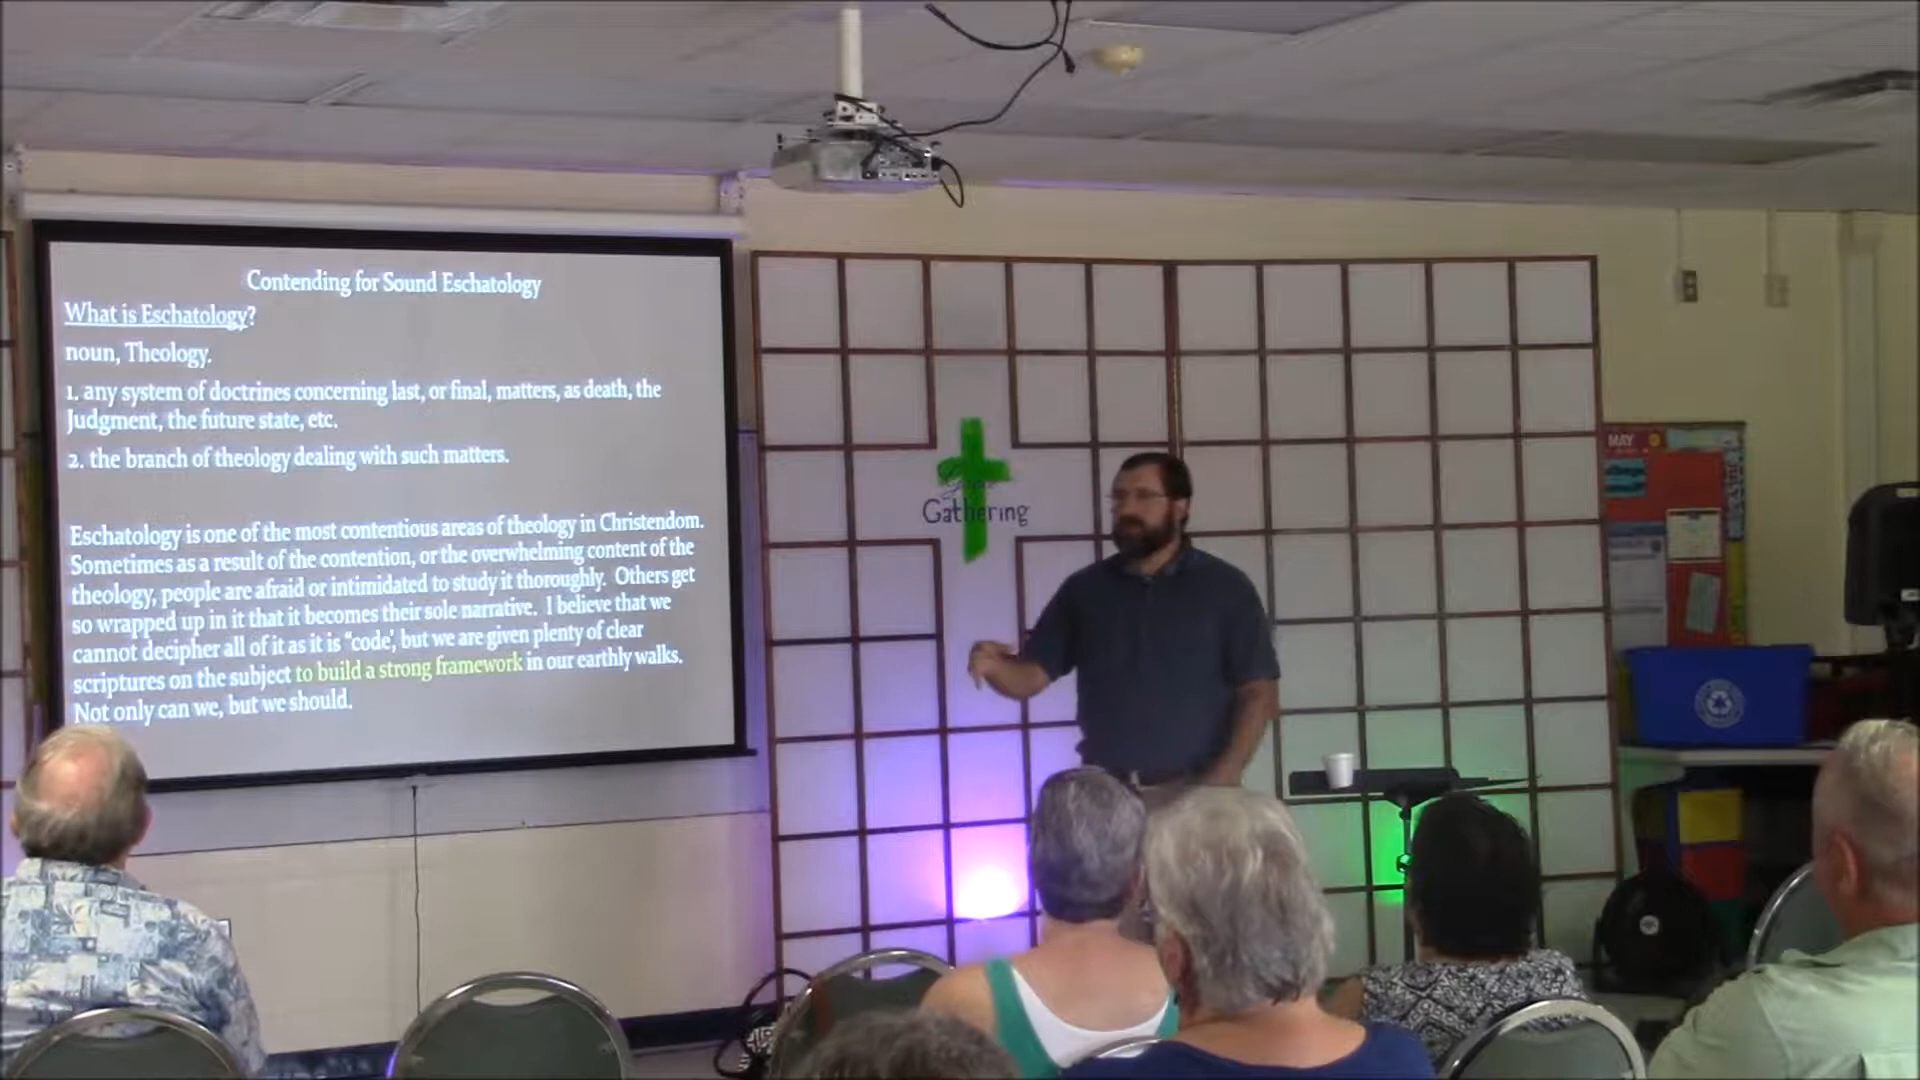 Contending for Sound Eschatology
What is Eschatology?
noun, Theology.
1. any system of doctrines concerning last, or final, matters, as death, the
Judgment, the future state, etc.
2. the branch of theology dealing with such matters.
Eschatology is one of the most contentious areas of theology in Christendom.
Sometimes as a result of the contention, or the overwhelming content of the
theology, people are afraid or intimidated to study it thoroughly. Others get
so wrapped up in it that it becomes their sole narrative. I believe that we
cannot decipher all of it as it is “code’, but we are given plenty of clear
scriptures on the subject to build a strong framework in our earthly walks.
Not only can we, but we should.
Gathering
MAY